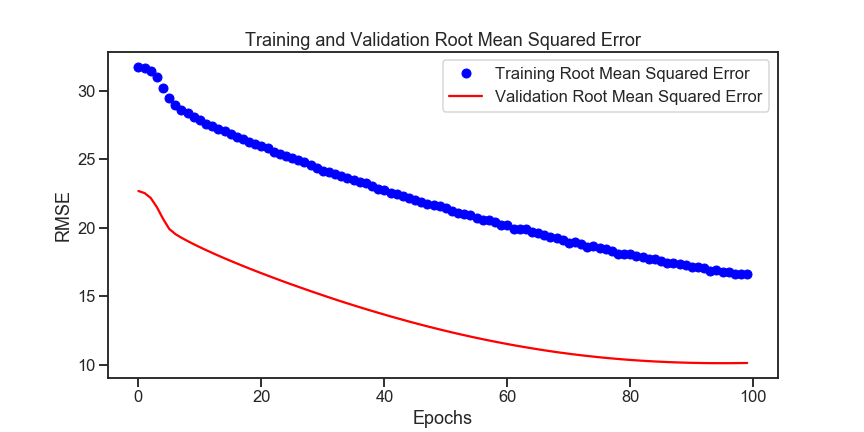 Training and Validation Root Mean Squared Error
Training Root Mean Squared Error
Validation Root Mean Squared Error
RMSE
30
25
20
15
10
0 20 40 60 80 100
Epochs